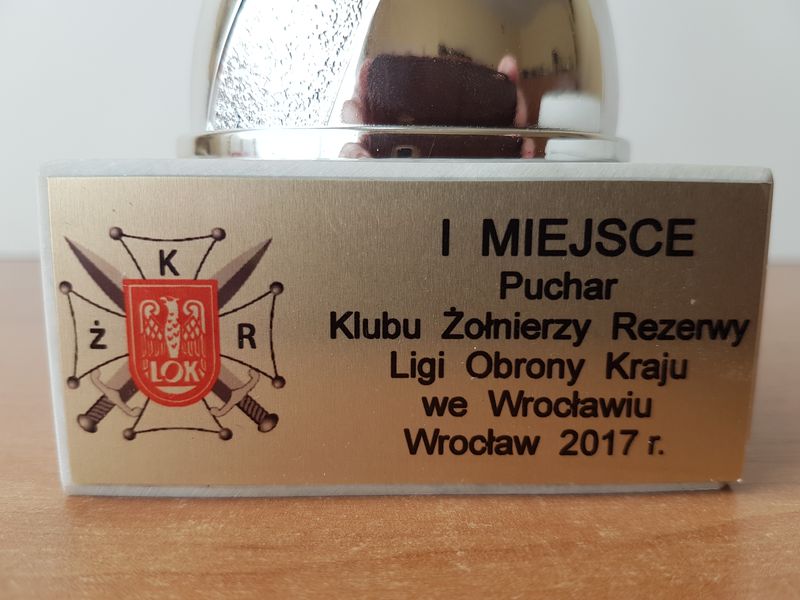 K
Ż R
LOK
I MIEJSCE
Puchar
Klubu Żołnierzy Rezerwy
Ligi Obrony Kraju
we Wrocławiu
Wrocław 2017 r.